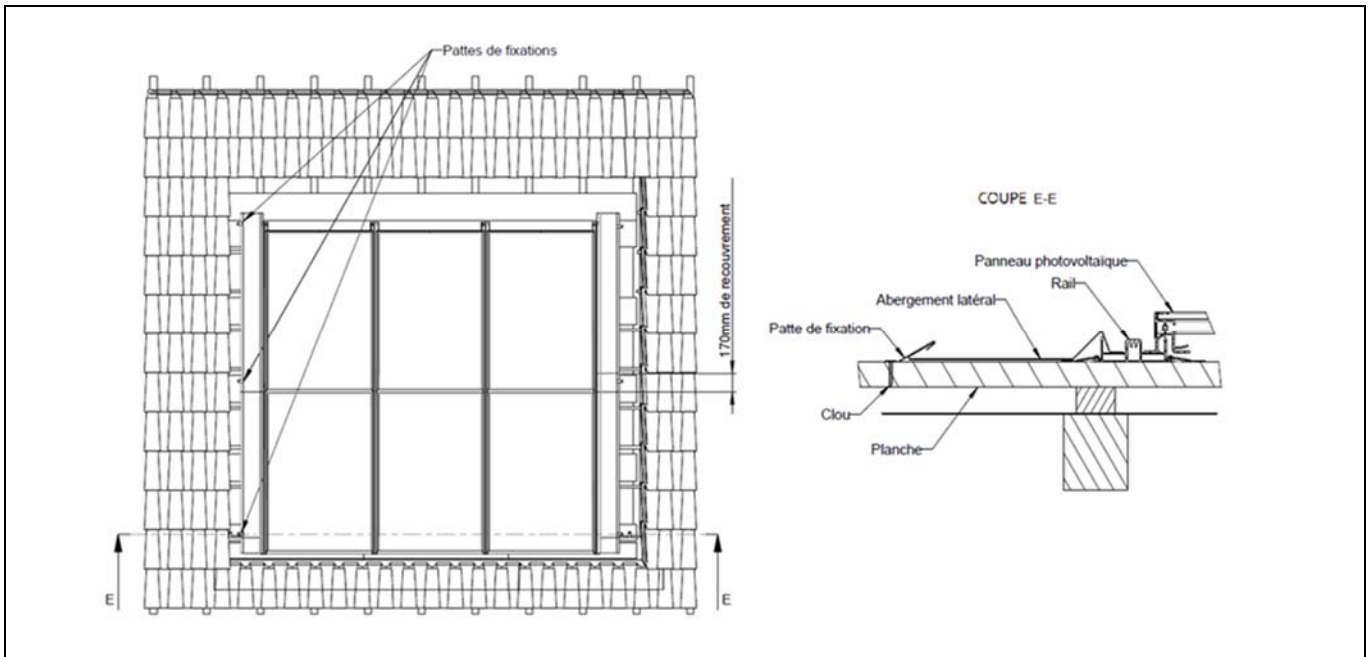 Pattes de fixations
170mm de recouvrement
E
E
COUPE E-E
Panneau photovoltaïque
Rail
Abergement latéral
Patte de fixation
Clou
Planche